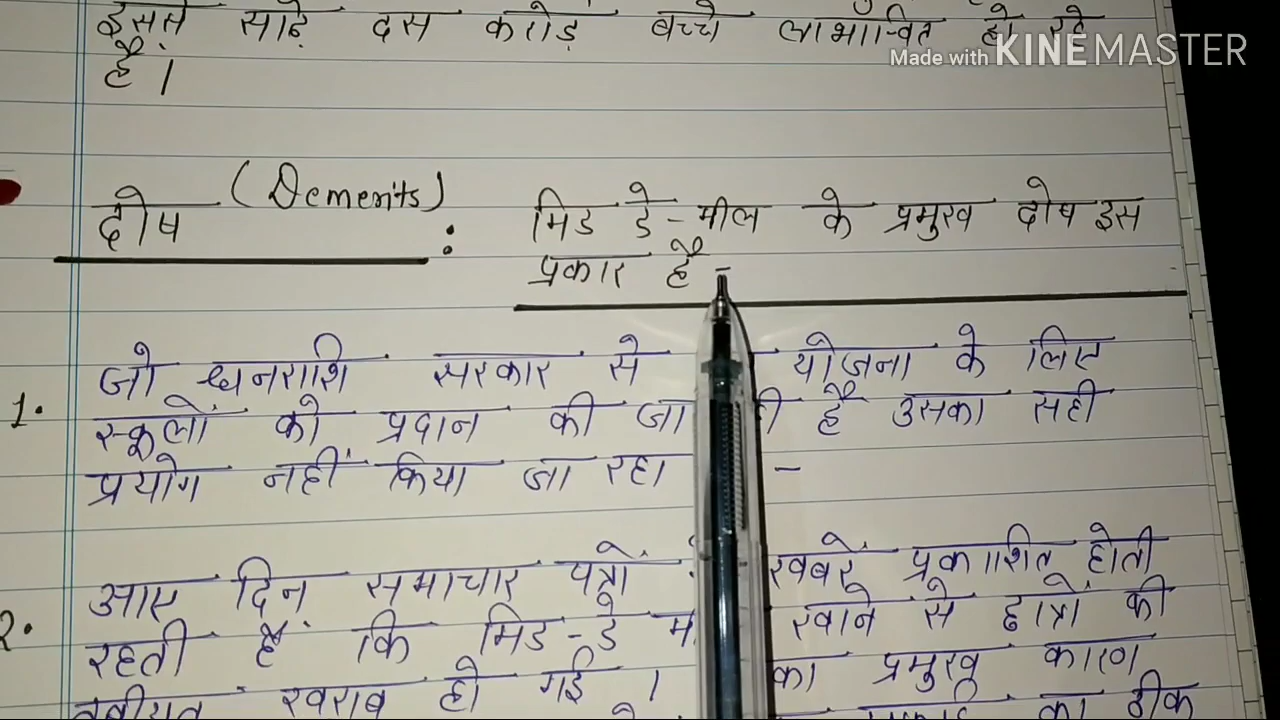 इससे साढ़े दस करोड़ बच्चे लाभान्वित हो रहे
Made with KINEMASTER
हैं।
दोष (Demerits) : मिड डे-मील के प्रमुख दोष इस
प्रकार है -
1. जो धनराशि सरकार से योजना के लिए
स्कूलों को प्रदान की जा है उसका सही
प्रयोग नहीं किया जा रहा -
2. आए दिन समाचार पत्रों खबरें प्रकाशित होती
रहती हैं कि मिड-डे खाने से छात्रों की
तबीयत खराब हो गई। का प्रमुख कारण
का ठीक